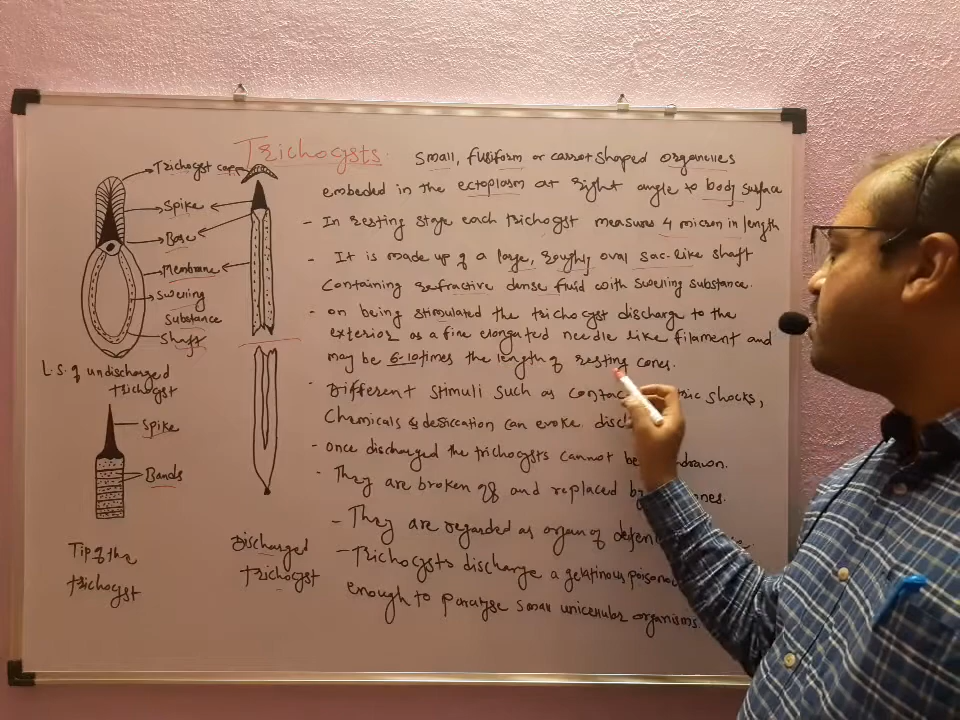 Trichocysts: Small, fusiform or carrot shaped organelles
embeded in the ectoplasm at right angle to body surface
- In resting stage each trichocyst measures 4 micron in length
- It is made up of a large, roughly oval sac-like shaft
Containing refractive dense fluid with swelling substance.
- on being stimulated the trichocyst discharge to the
exterior as a fine elongated needle like filament and
may be 6-10 times the length of resting cones.
- Different stimuli such as shocks,
Chemicals & desiccation can evoke
- once discharged the trichocysts cannot be
- They are broken off and replaced
- They are regarded as organ of
- Trichocysts discharge a gelatinous
enough to paralyse small unicellular organisms.
Trichocyst capp
Spike
Base
Membrane
Swelling
Substance
Shaft
L.S. of undischarged
trichocyst
Spike
Bands
Tip of the
trichocyst
Discharged
Trichocyst